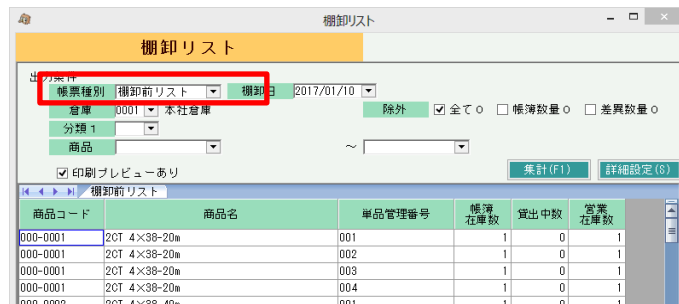 棚卸リスト
棚卸リスト
出力条件
帳票種別 棚卸前リスト 棚卸日 2017/01/10
倉庫 0001 本社倉庫 除外 全て0 帳簿数量0 差異数量0
分類1
商品 ～
印刷プレビューあり 集計(F1) 詳細設定(S)
棚卸前リスト
商品コード 商品名 単品管理番号 帳簿在庫数 貸出中数 営業在庫数
000-0001 2CT 4×38-20m 001 1 0 1
000-0001 2CT 4×38-20m 002 1 0 1
000-0001 2CT 4×38-20m 003 1 0 1
000-0001 2CT 4×38-20m 004 1 0 1